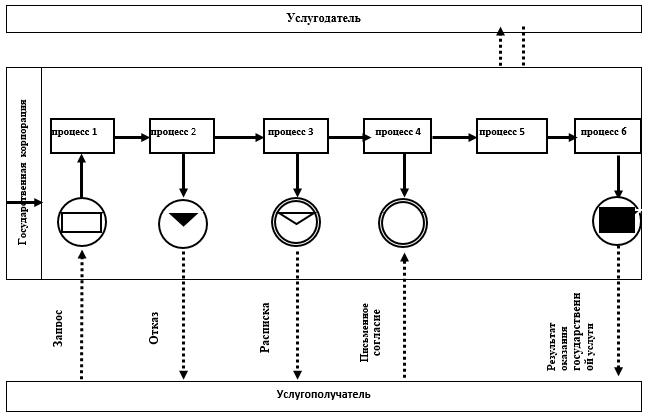 Услугодатель
Государственная корпорация
процесс 1
процесс 2
процесс 3
процесс 4
процесс 5
процесс 6
Запрос
Отказ
Расписка
Письменное
согласие
Результат
оказания
государственн
ой услуги
Услугополучатель